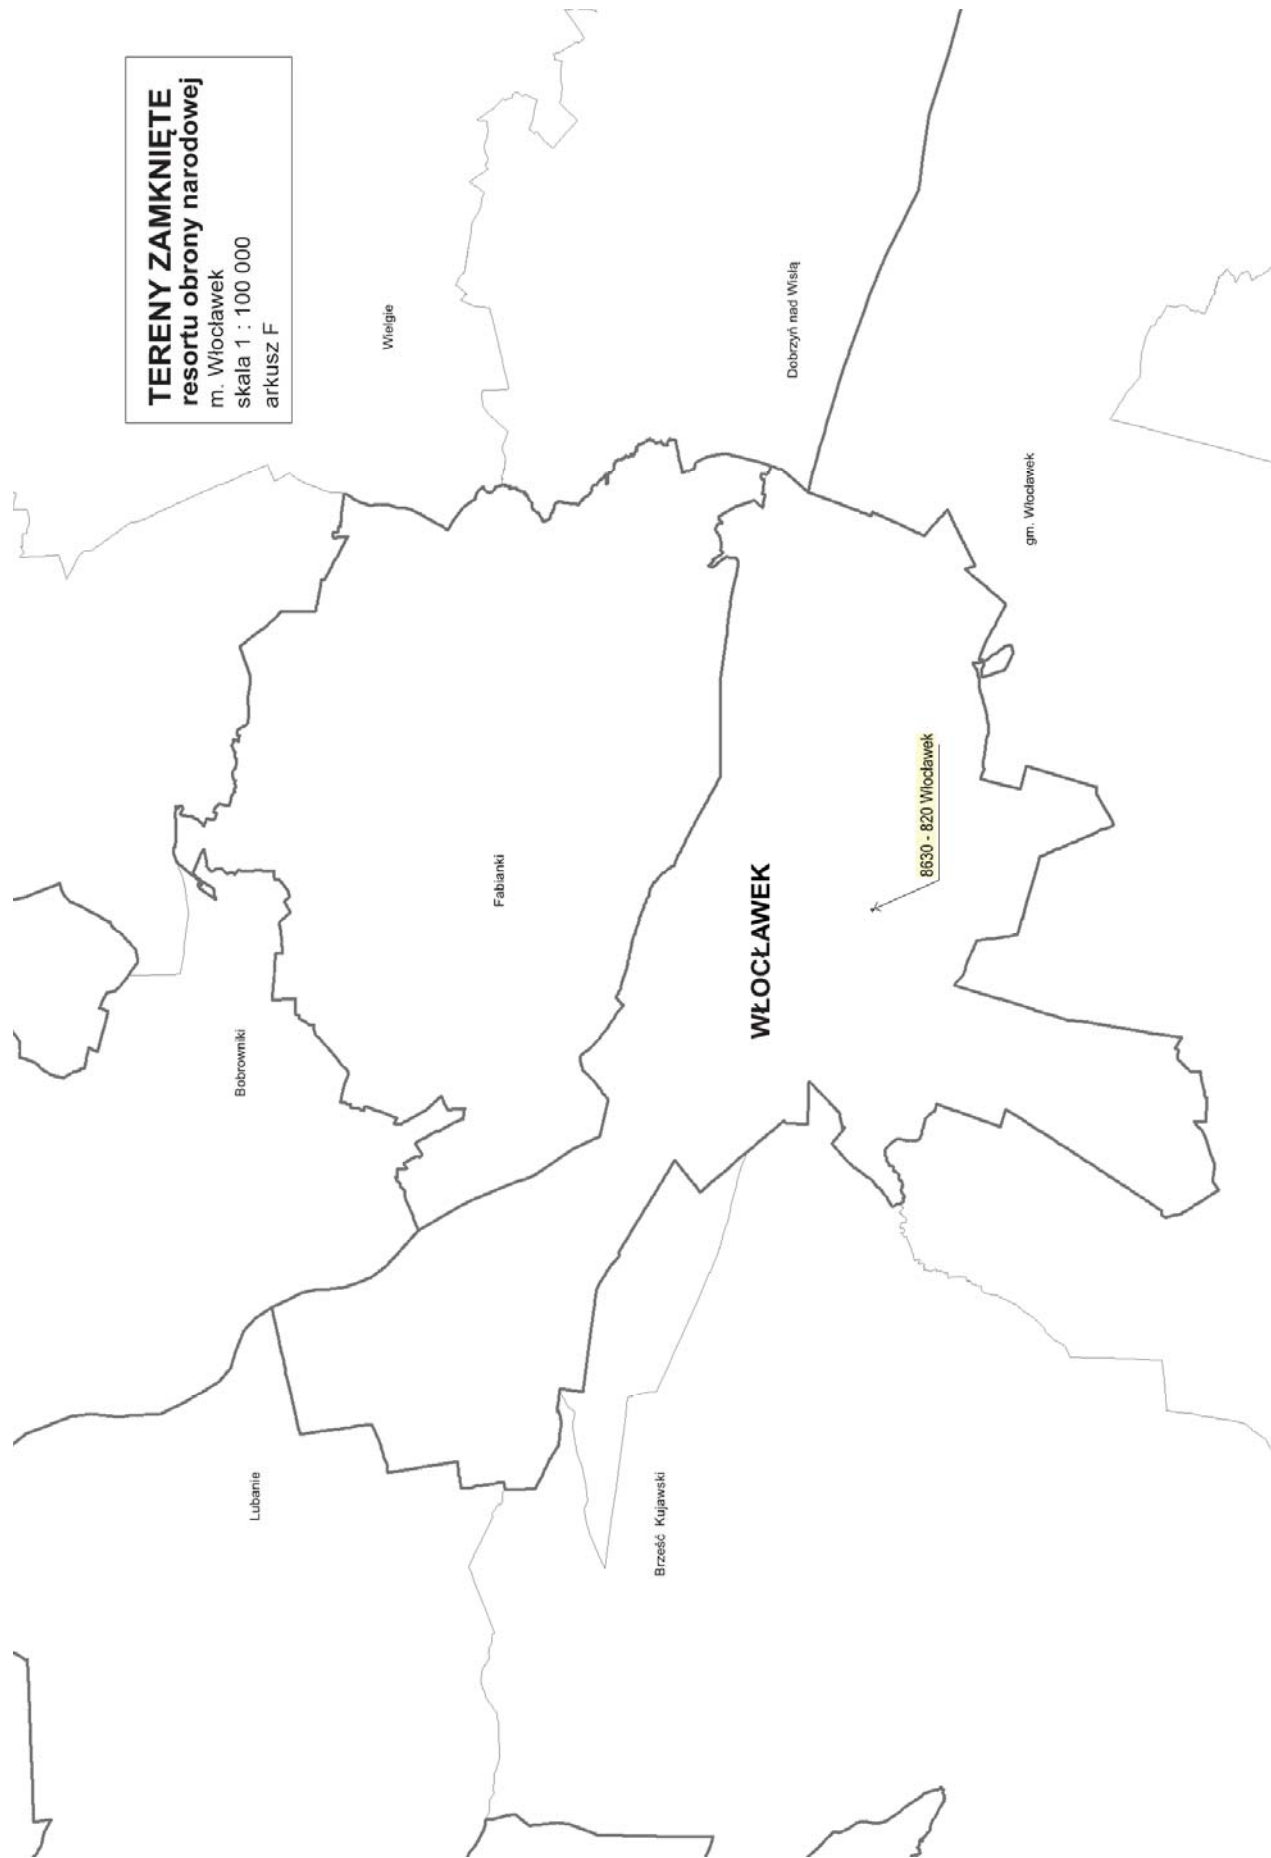 TERENY ZAMKNIĘTE
resortu obrony narodowej
m. Włocławek
skala 1 : 100 000
arkusz F
Lubanie
Bobrowniki
Wielgie
Fabianki
Brześć Kujawski
WŁOCŁAWEK
Dobrzyń nad Wisłą
8630 - 820 Włocławek
gm. Włocławek